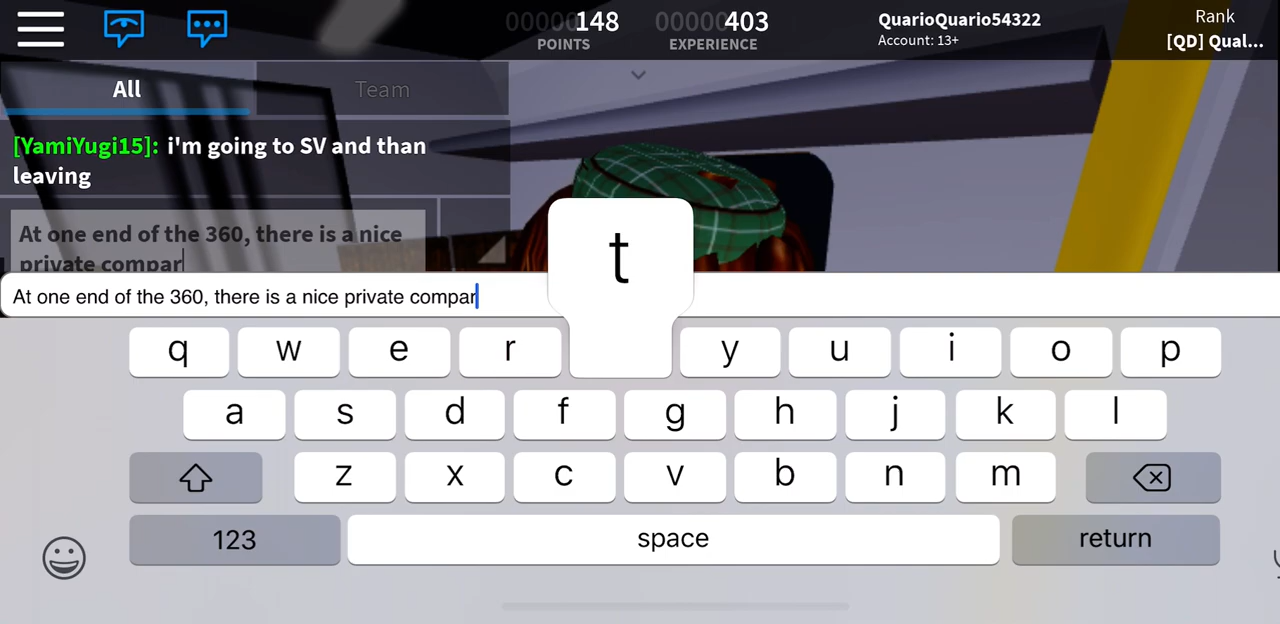 00000148
POINTS
00000403
EXPERIENCE
QuarioQuario54322
Account: 13+
Rank
[QD] Qual...
All
Team
[YamiYugi15]: i'm going to SV and than
leaving
At one end of the 360, there is a nice
private compar
At one end of the 360, there is a nice private compar
t
q w e r y u i o p
a s d f g h j k l
z x c v b n m
123 space return